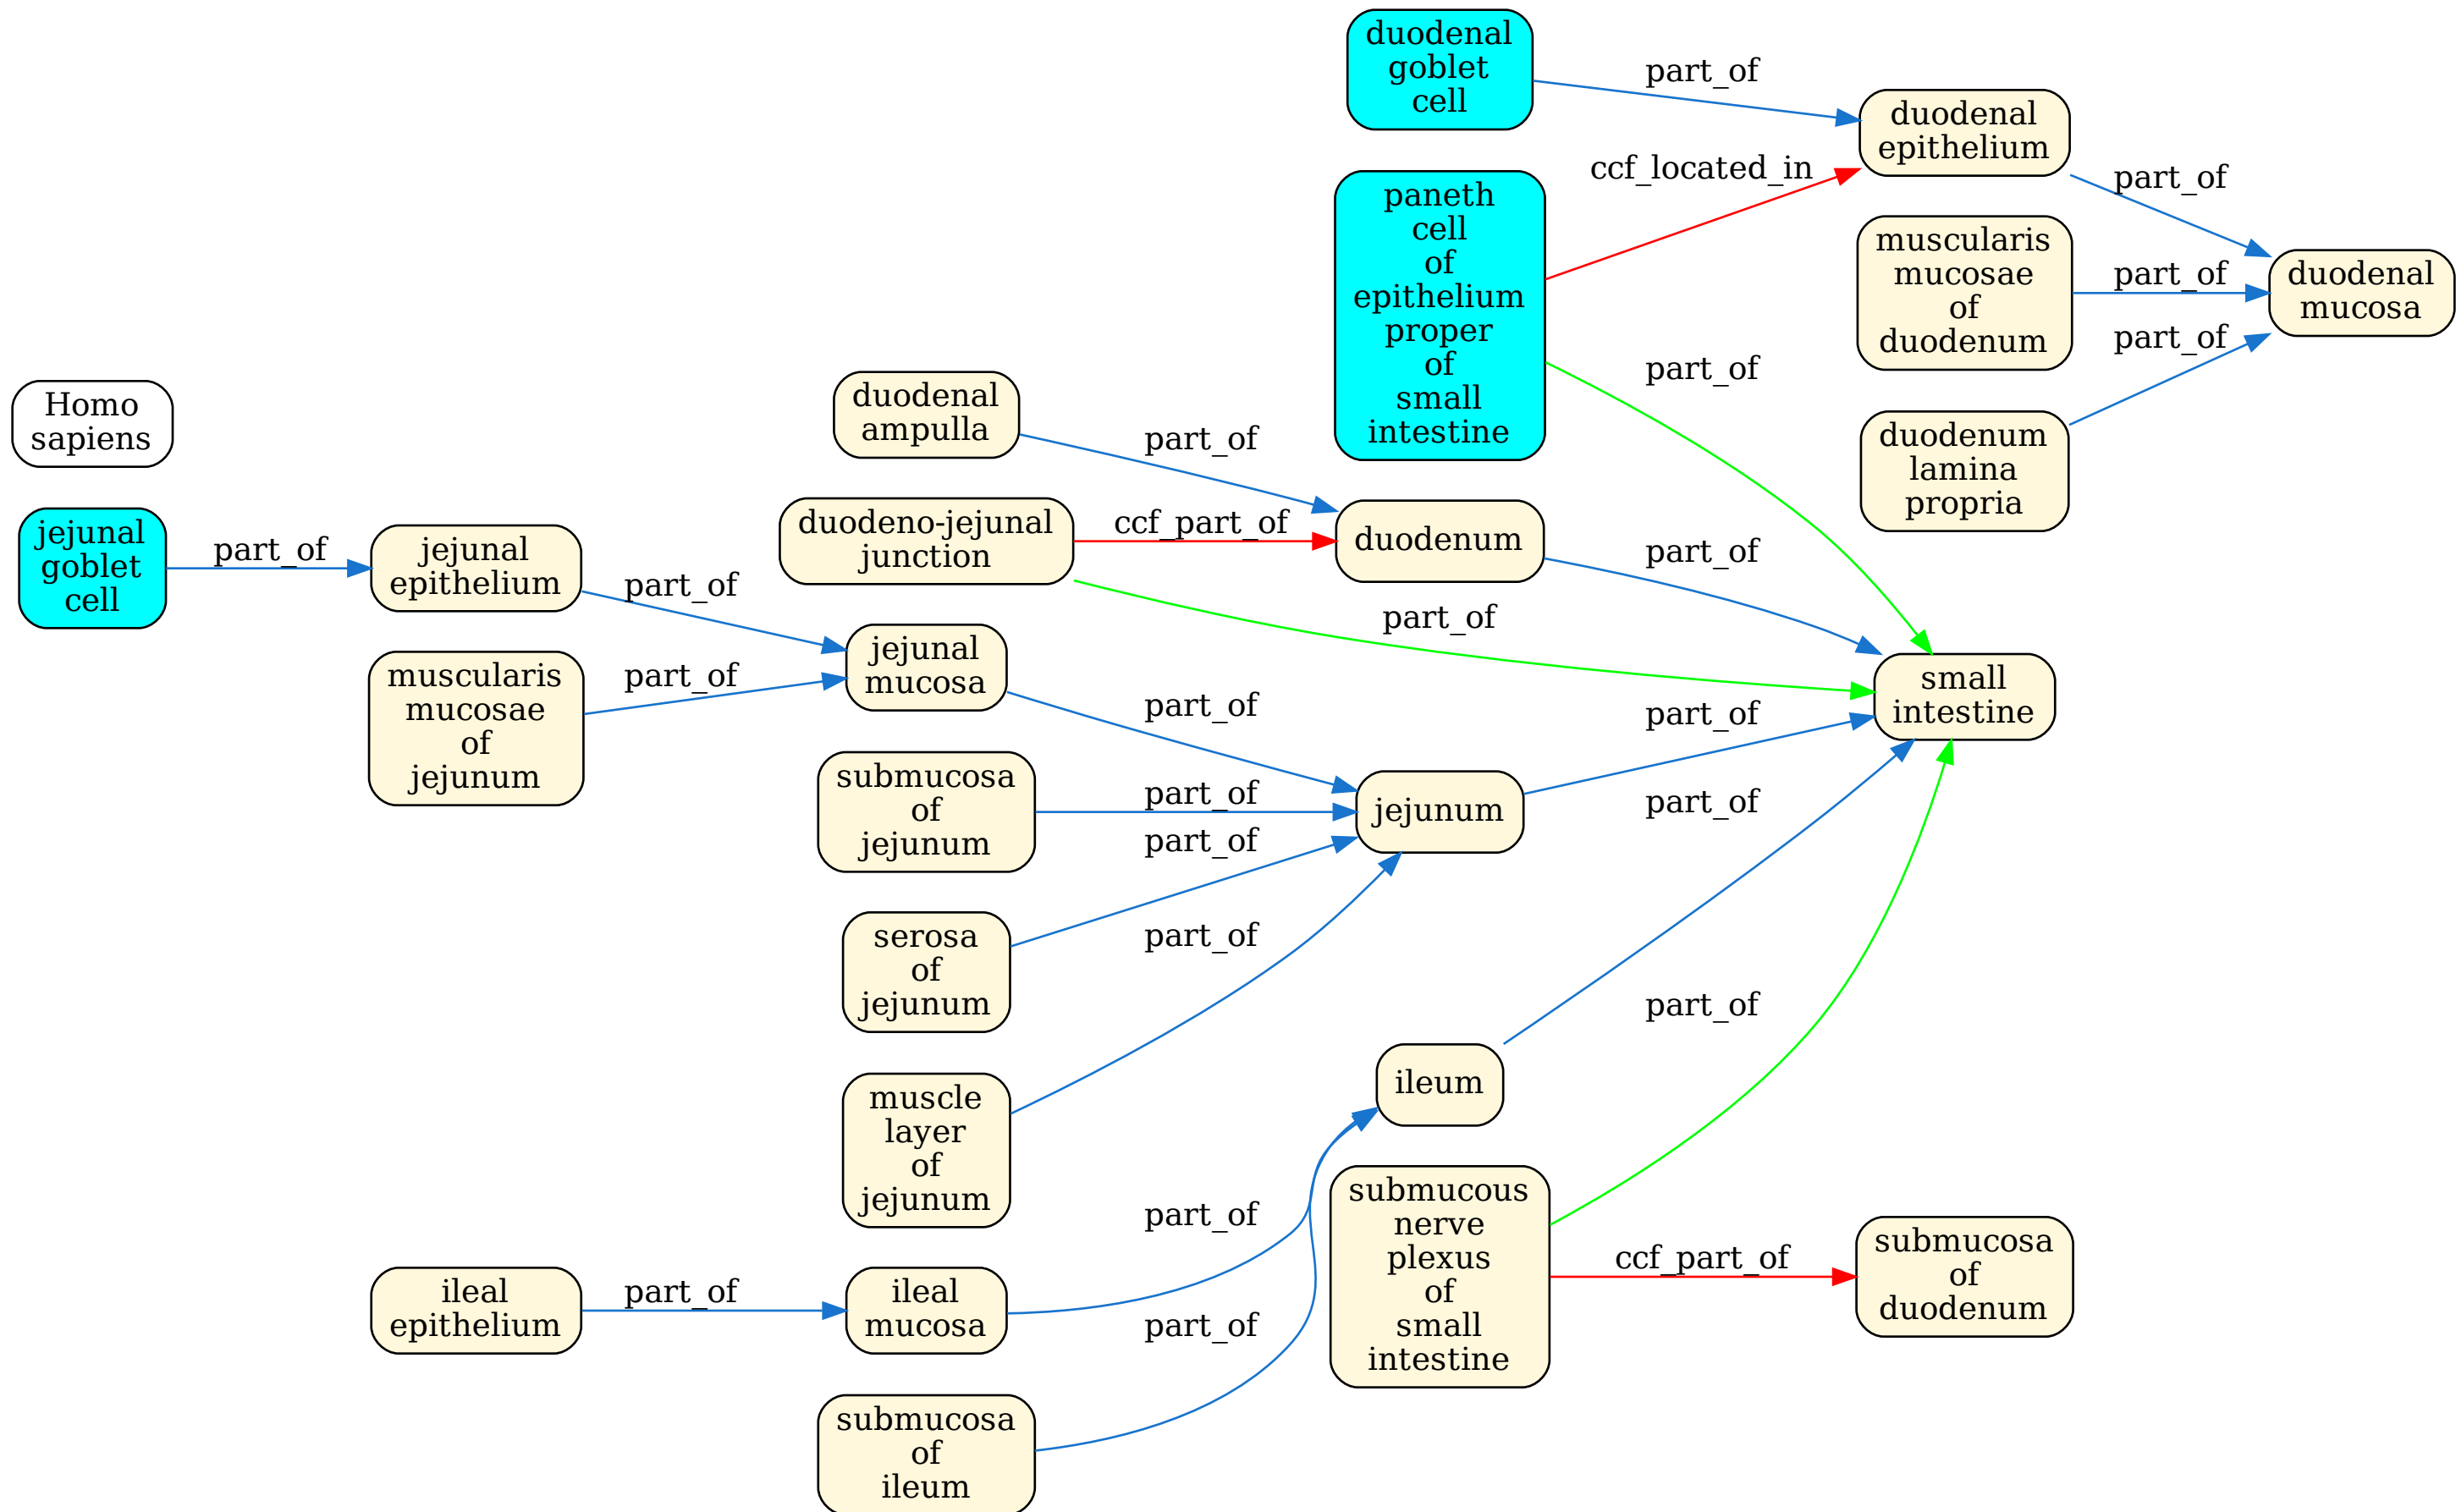 duodenal
goblet
cell
part_of
duodenal
epithelium
ccf_located_in
part_of
paneth
cell
of
epithelium
proper
of
small
intestine
muscularis
mucosae
of
duodenum
part_of
duodenal
mucosa
part_of
part_of
Homo
sapiens
duodenal
ampulla
part_of
duodenum
lamina
propria
jejunal
goblet
cell
part_of
jejunal
epithelium
part_of
duodeno-jejunal
junction
ccf_part_of
duodenum
part_of
part_of
muscularis
mucosae
of
jejunum
part_of
jejunal
mucosa
part_of
small
intestine
part_of
submucosa
of
jejunum
part_of
jejunum
part_of
part_of
serosa
of
jejunum
part_of
muscle
layer
of
jejunum
ileum
part_of
part_of
submucous
nerve
plexus
of
small
intestine
ccf_part_of
submucosa
of
duodenum
ileal
epithelium
part_of
ileal
mucosa
part_of
submucosa
of
ileum